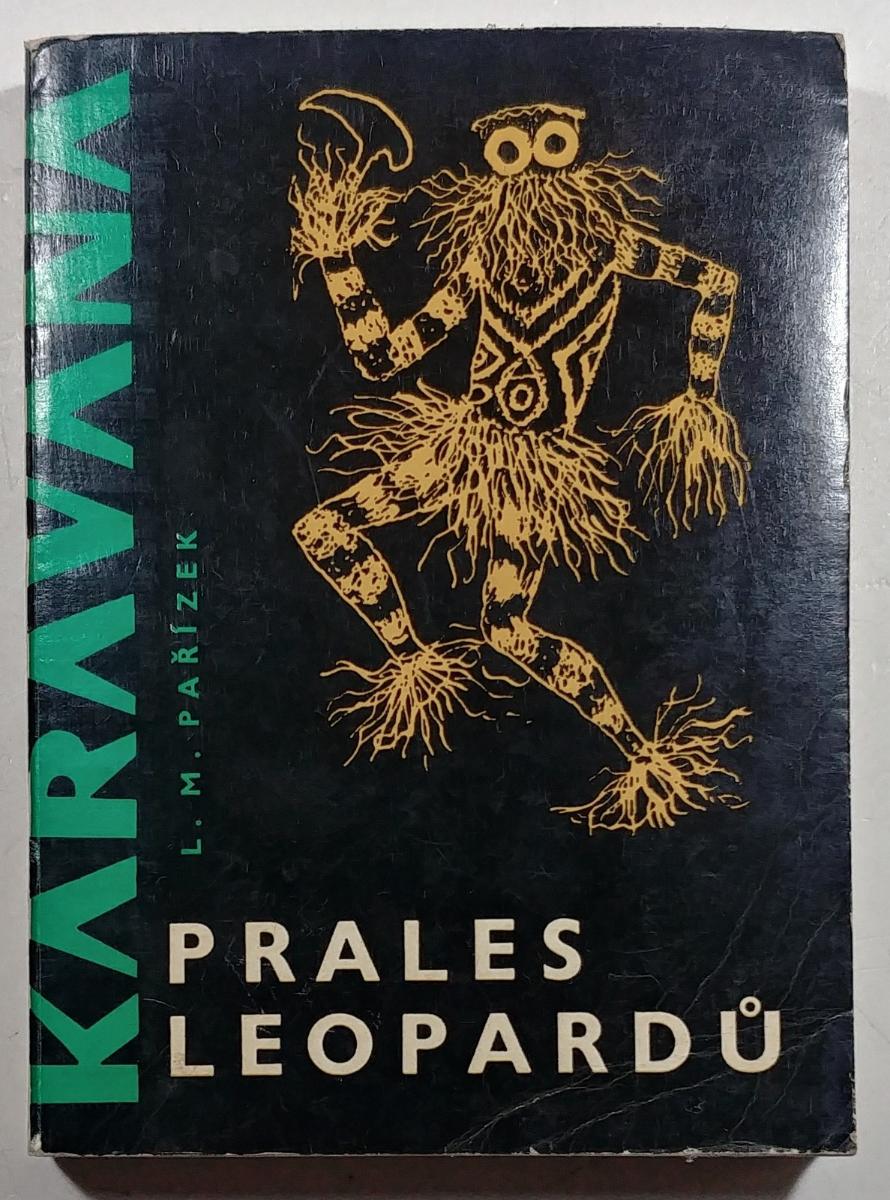 KARAVANA
L. M. PAŘÍZEK
PRALES
LEOPARDŮ